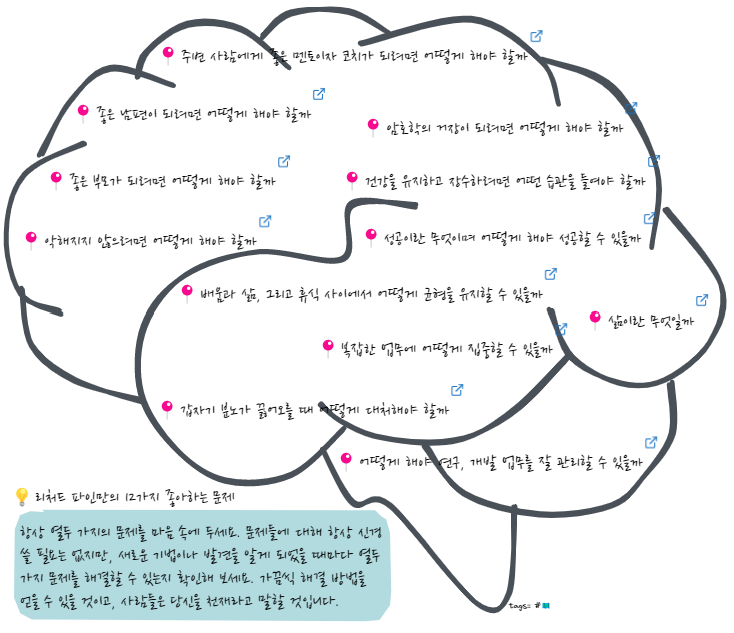 주변 사람에게 좋은 멘토이자 코치가 되려면 어떻게 해야 할까
좋은 남편이 되려면 어떻게 해야 할까
암호학의 거장이 되려면 어떻게 해야 할까
좋은 부모가 되려면 어떻게 해야 할까
건강을 유지하고 장수하려면 어떤 습관을 들여야 할까
악해지지 않으려면 어떻게 해야 할까
성공이란 무엇이며 어떻게 해야 성공할 수 있을까
배움과 삶, 그리고 휴식 사이에서 어떻게 균형을 유지할 수 있을까
삶이란 무엇일까
복잡한 업무에 어떻게 집중할 수 있을까
갑자기 분노가 끓어오를 때 어떻게 대처해야 할까
어떻게 해야 연구, 개발 업무를 잘 관리할 수 있을까
리처드 파인만의 12가지 좋아하는 문제
항상 열두 가지의 문제를 마음 속에 두세요. 문제들에 대해 항상 신경
쓸 필요는 없지만, 새로운 기법이나 발견을 알게 되었을 때마다 열두
가지 문제를 해결할 수 있는지 확인해 보세요. 가끔씩 해결 방법을
얻을 수 있을 것이고, 사람들은 당신을 천재라고 말할 것입니다.
tags= #